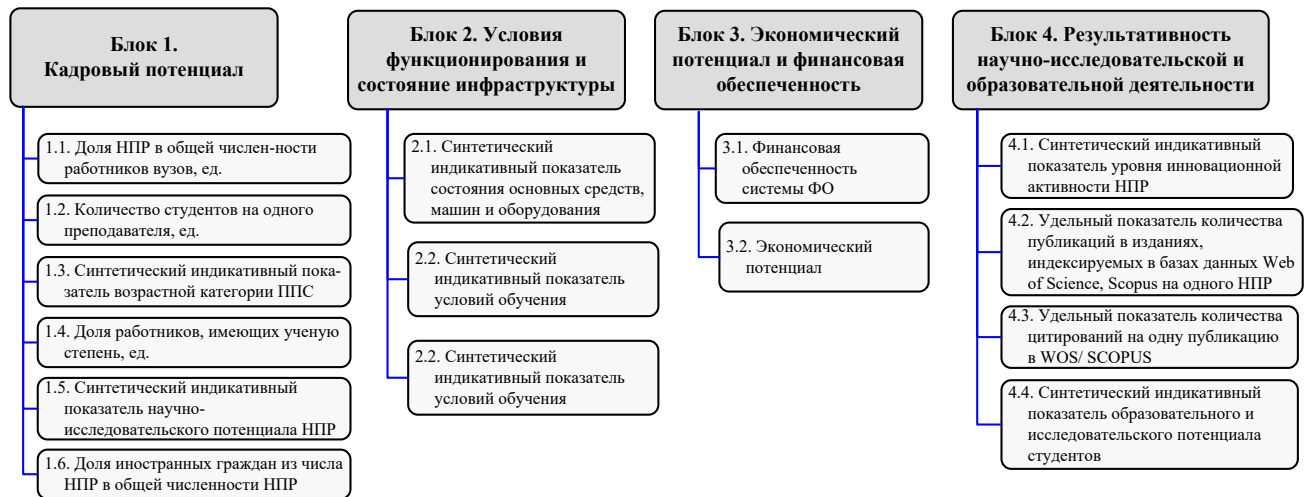 Блок 1.
Кадровый потенциал
1.1. Доля НПР в общей числен-ности
работников вузов, ед.
1.2. Количество студентов на одного
преподавателя, ед.
1.3. Синтетический индикативный пока-
затель возрастной категории ППС
1.4. Доля работников, имеющих ученую
степень, ед.
1.5. Синтетический индикативный
показатель научно-
исследовательского потенциала НПР
1.6. Доля иностранных граждан из числа
НПР в общей численности НПР
Блок 2. Условия
функционирования и
состояние инфраструктуры
2.1. Синтетический
индикативный показатель
состояния основных средств,
машин и оборудования
2.2. Синтетический
индикативный показатель
условий обучения
2.2. Синтетический
индикативный показатель
условий обучения
Блок 3. Экономический
потенциал и финансовая
обеспеченность
3.1. Финансовая
обеспеченность
системы ФО
3.2. Экономический
потенциал
Блок 4. Результативность
научно-исследовательской и
образовательной деятельности
4.1. Синтетический индикативный
показатель уровня инновационной
активности НПР
4.2. Удельный показатель количества
публикаций в изданиях,
индексируемых в базах данных Web
of Science, Scopus на одного НПР
4.3. Удельный показатель количества
цитирований на одну публикацию
в WOS/ SCOPUS
4.4. Синтетический индикативный
показатель образовательного и
исследовательского потенциала
студентов